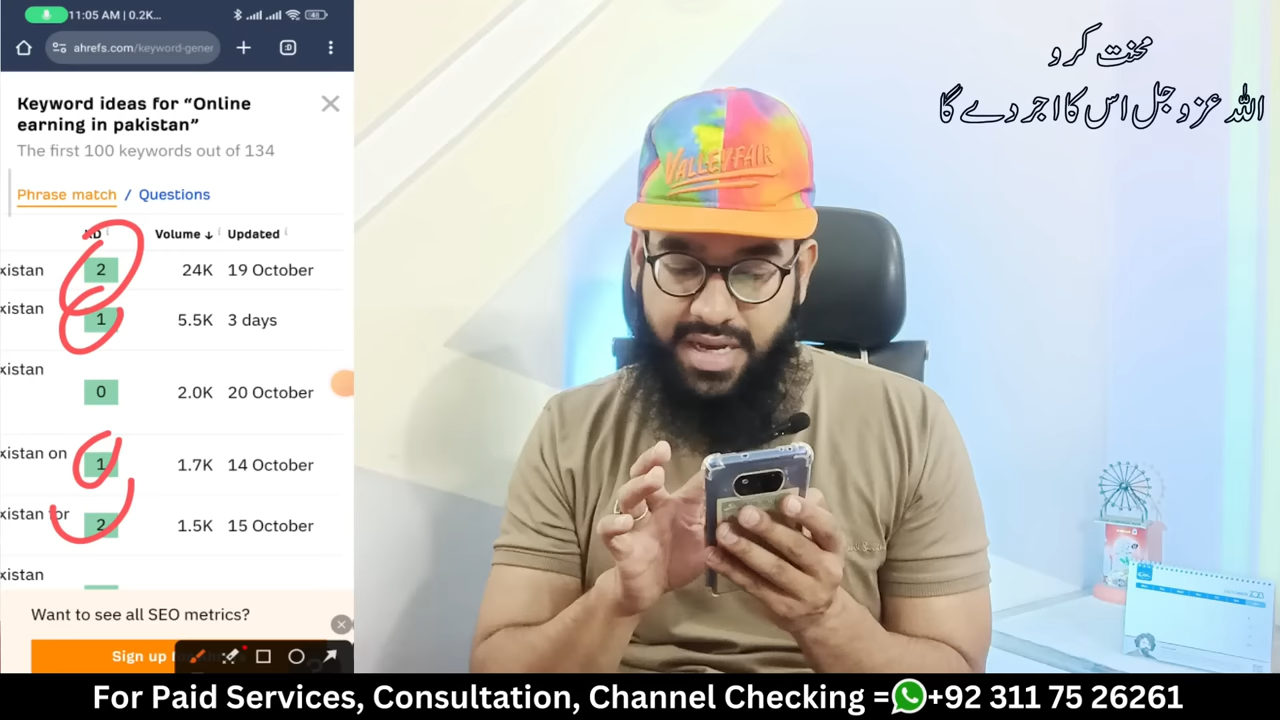 11:05 AM | 0.2K...
ahrefs.com/keyword-gener
Keyword ideas for “Online
earning in pakistan”
The first 100 keywords out of 134
Phrase match / Questions
KD Volume ↓ Updated
xistan 2 24K 19 October
xistan 1 5.5K 3 days
xistan 0 2.0K 20 October
xistan on 1 1.7K 14 October
xistan for 2 1.5K 15 October
xistan
Want to see all SEO metrics?
Sign up
محنت کرو
اللہ عزوجل اس کا اجر دے گا
VALLEYFAIR
For Paid Services, Consultation, Channel Checking = +92 311 75 26261